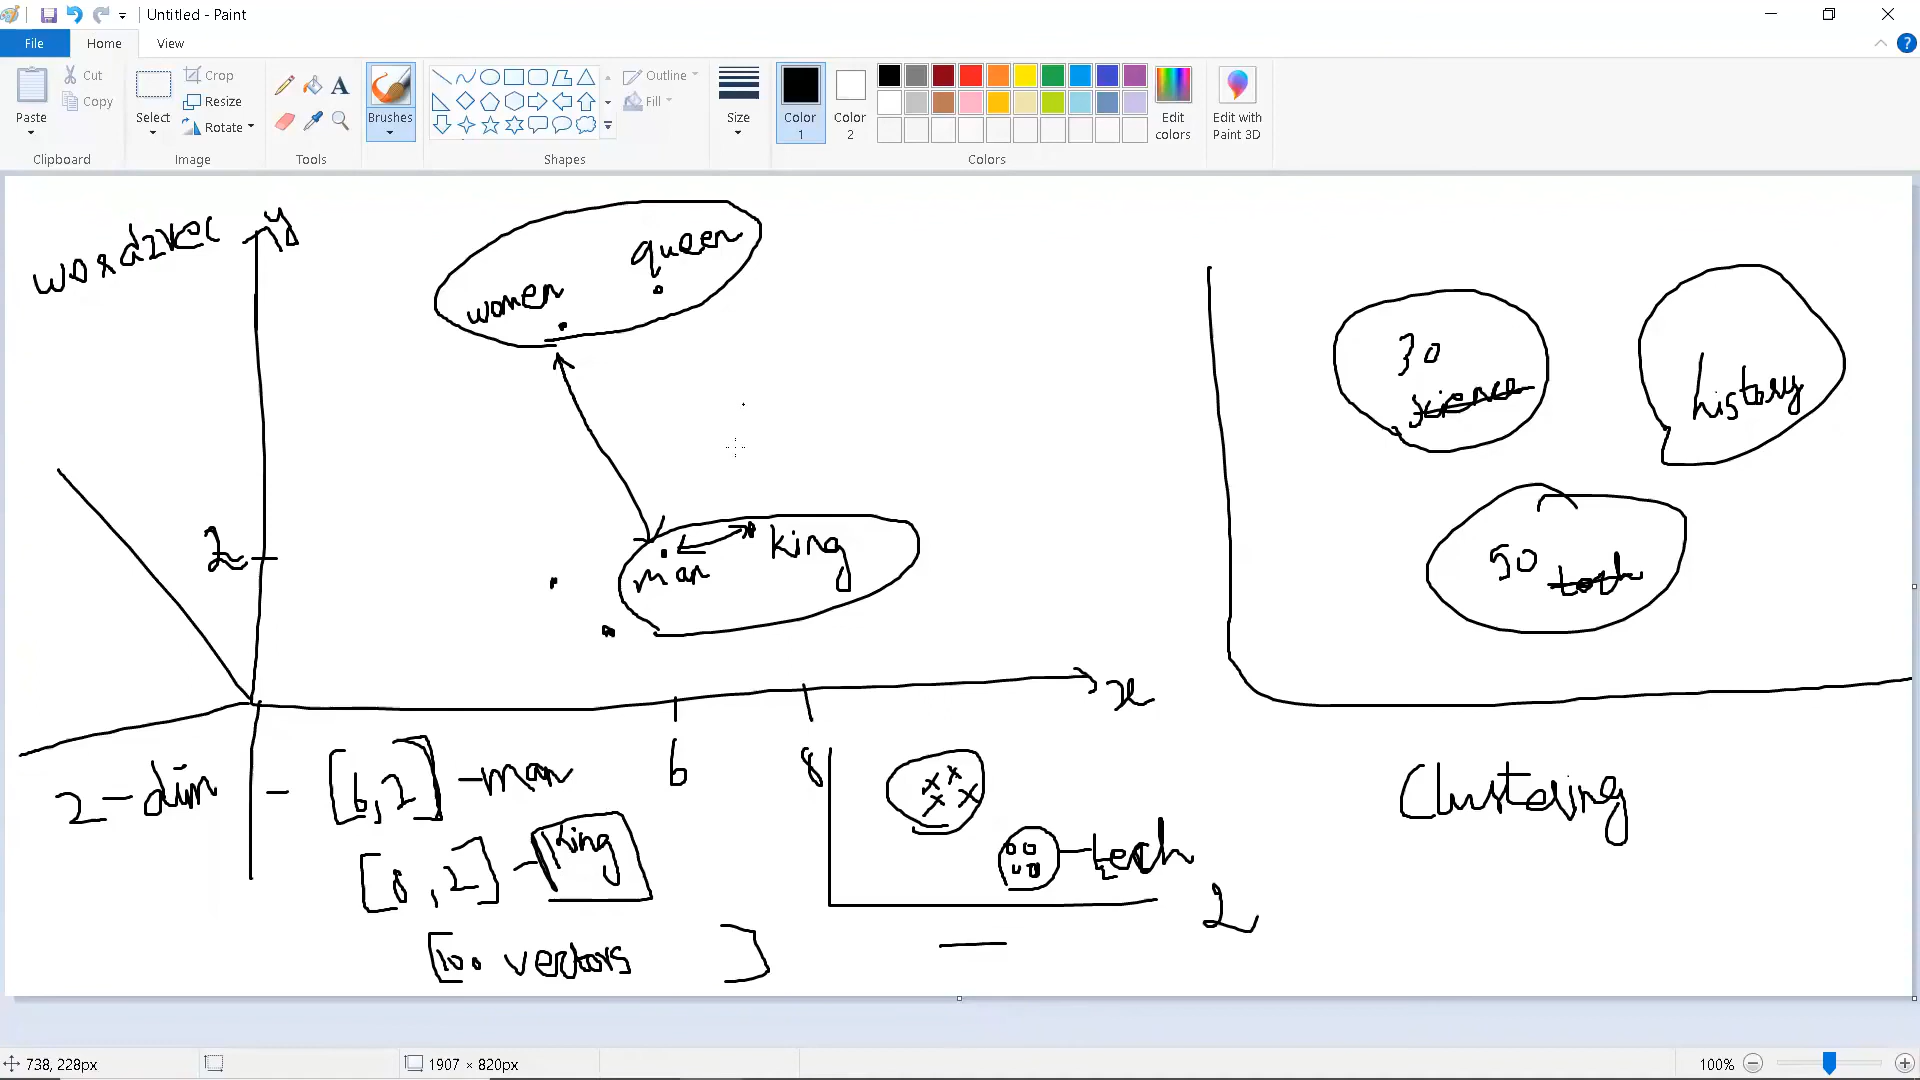 Untitled - Paint
File
Home
View
Paste
Cut
Copy
Clipboard
Select
Crop
Resize
Rotate
Image
Tools
Brushes
Shapes
Outline
Fill
Size
Color 1
Color 2
Edit colors
Colors
Edit with Paint 3D
word2vec
y
women
queen
2
man
king
x
6
8
30
science
history
50
tech
2-dim - [6,2] -man
[8,2] - king
[100 vectors ]
tech
2
Clustering
738, 228px
1907 × 820px
100%